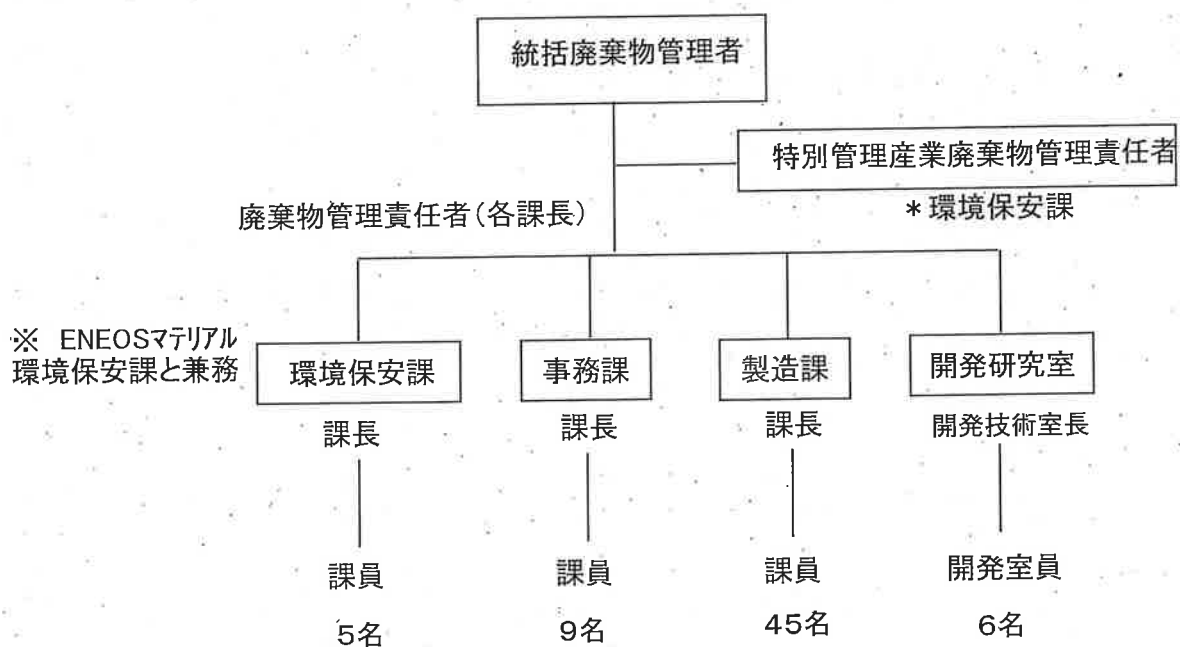 統括廃棄物管理者
特別管理産業廃棄物管理責任者
＊環境保安課
廃棄物管理責任者（各課長）
※ ENEOSマテリアル
環境保安課と兼務
環境保安課
事務課
製造課
開発研究室
課長
課長
課長
開発技術室長
課員
課員
課員
開発室員
5名
9名
45名
6名